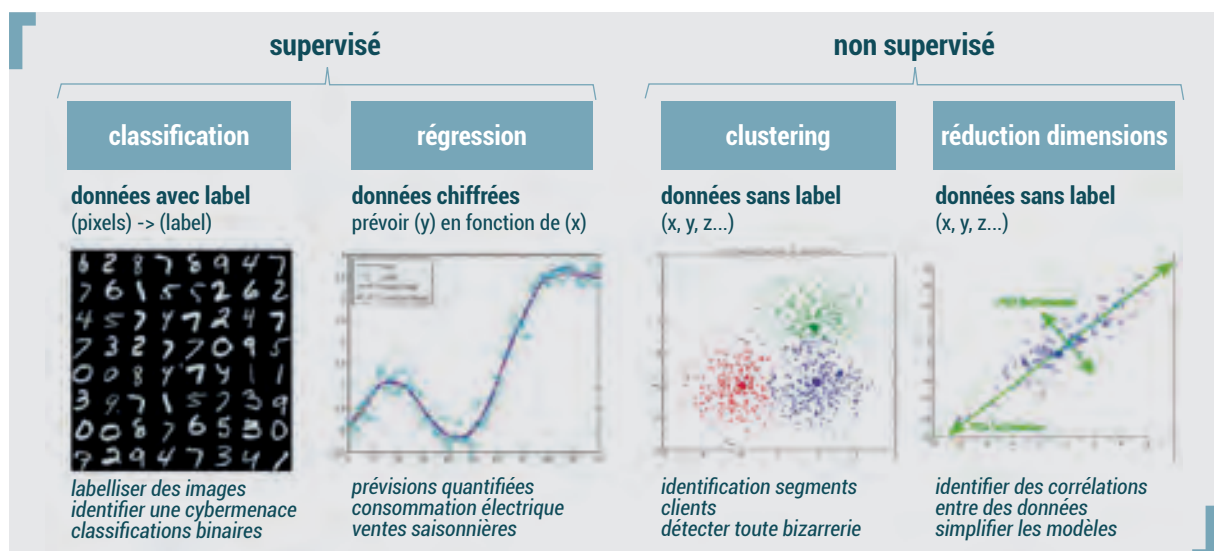 supervisé
non supervisé
classification
régression
clustering
réduction dimensions
données avec label
(pixels) -> (label)
données chiffrées
prévoir (y) en fonction de (x)
données sans label
(x, y, z...)
données sans label
(x, y, z...)
labelliser des images
identifier une cybermenace
classifications binaires
prévisions quantifiées
consommation électrique
ventes saisonnières
identification segments
clients
détecter toute bizarrerie
identifier des corrélations
entre des données
simplifier les modèles